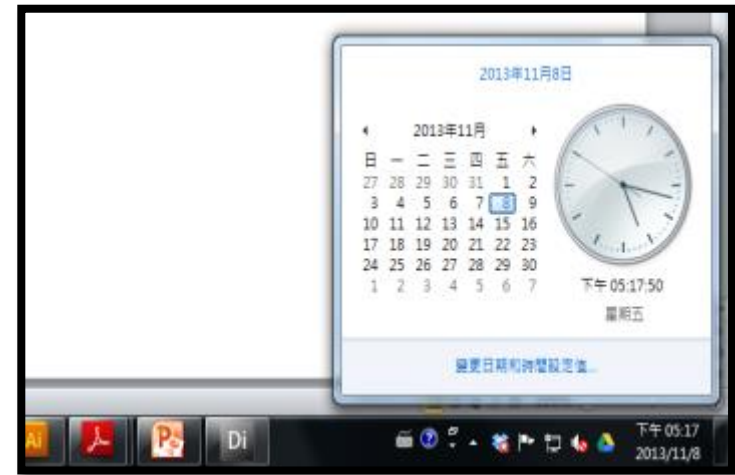 2013年11月8日
2013年11月
日 一 二 三 四 五 六
27 28 29 30 31 1 2
3 4 5 6 7 8 9
10 11 12 13 14 15 16
17 18 19 20 21 22 23
24 25 26 27 28 29 30
1 2 3 4 5 6 7
下午 05:17:50
星期五
變更日期和時間設定值...
Ai
Di
下午 05:17
2013/11/8